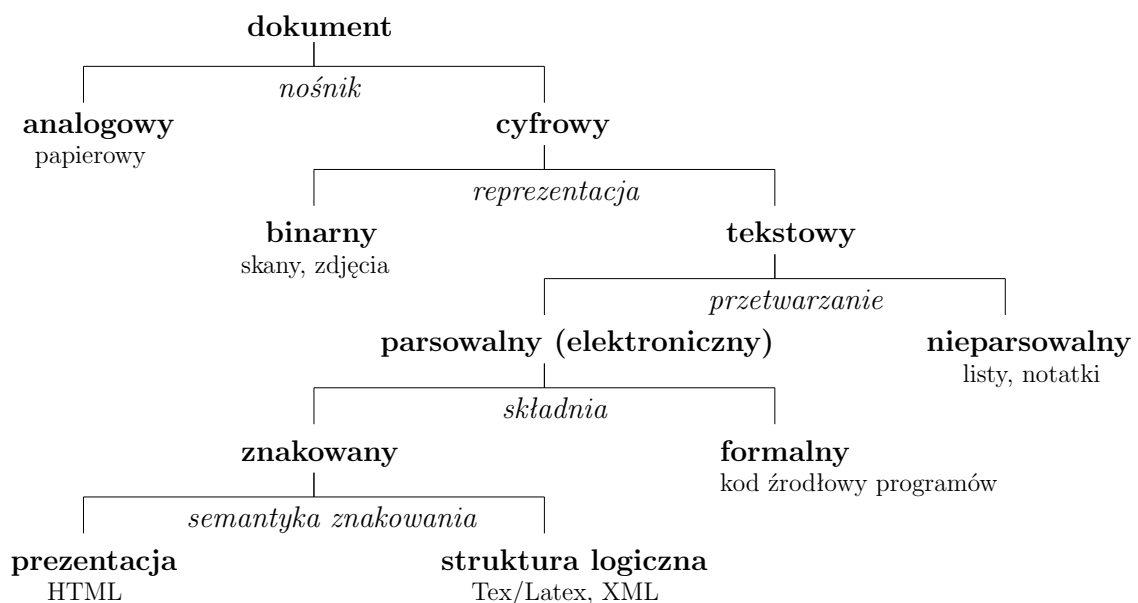 dokument
nośnik
analogowy
papierowy
cyfrowy
reprezentacja
binarny
skany, zdjęcia
tekstowy
przetwarzanie
parsowalny (elektroniczny)
nieparsowalny
listy, notatki
składnia
znakowany
formalny
kod źrodłowy programów
semantyka znakowania
prezentacja
HTML
struktura logiczna
Tex/Latex, XML